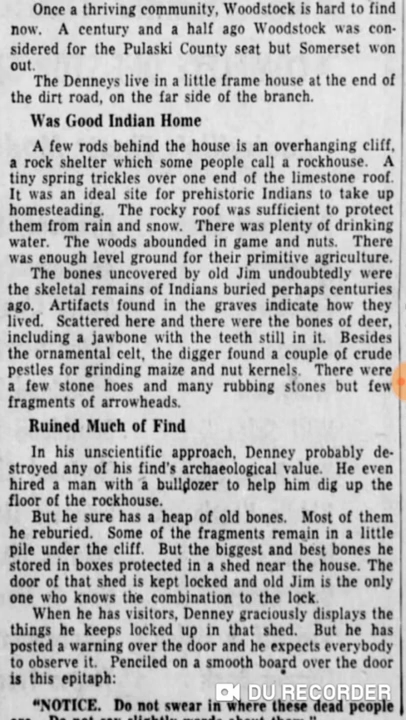 Once a thriving community, Woodstock is hard to find
now. A century and a half ago Woodstock was con-
sidered for the Pulaski County seat but Somerset won
out.
The Denneys live in a little frame house at the end of
the dirt road, on the far side of the branch.
Was Good Indian Home
A few rods behind the house is an overhanging cliff,
a rock shelter which some people call a rockhouse. A
tiny spring trickles over one end of the limestone roof.
It was an ideal site for prehistoric Indians to take up
homesteading. The rocky roof was sufficient to protect
them from rain and snow. There was plenty of drinking
water. The woods abounded in game and nuts. There
was enough level ground for their primitive agriculture.
The bones uncovered by old Jim undoubtedly were
the skeletal remains of Indians buried perhaps centuries
ago. Artifacts found in the graves indicate how they
lived. Scattered here and there were the bones of deer,
including a jawbone with the teeth still in it. Besides
the ornamental celt, the digger found a couple of crude
pestles for grinding maize and nut kernels. There were
a few stone hoes and many rubbing stones but few
fragments of arrowheads.
Ruined Much of Find
In his unscientific approach, Denney probably de-
stroyed any of his find's archaeological value. He even
hired a man with a bulldozer to help him dig up the
floor of the rockhouse.
But he sure has a heap of old bones. Most of them
he reburied. Some of the fragments remain in a little
pile under the cliff. But the biggest and best bones he
stored in boxes protected in a shed near the house. The
door of that shed is kept locked and old Jim is the only
one who knows the combination to the lock.
When he has visitors, Denney graciously displays the
things he keeps locked up in that shed. But he has
posted a warning over the door and he expects everybody
to observe it. Penciled on a smooth board over the door
is this epitaph:
"NOTICE. Do not swear in where these dead people
DU RECORDER